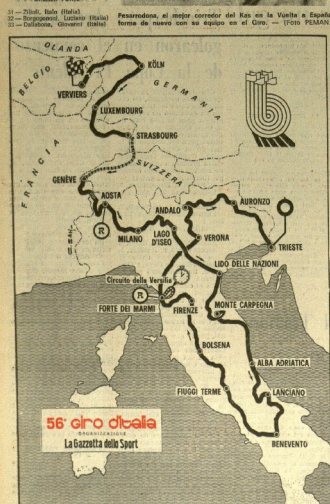 31 — Zilioli, Italo (Italia)
32 — Borgognoni, Luciano (Italia)
33 — Dallabona, Giovanni (Italia)
Pesarrodona, el mejor corredor del Kas en la Vuelta a España
forma de nuevo con su equipo en el Giro. — (Foto PEMAN
OLANDA
BELGIO
KÖLN
VERVIERS
GERMANIA
LUXEMBOURG
STRASBOURG
FRANCIA
SVIZZERA
GENÈVE
AOSTA
ANDALO
AURONZO
R
MILANO
LAGO
D'ISEO
VERONA
TRIESTE
LIDO DELLE NAZIONI
Circuito della Versilia
R
FORTE DEI MARMI
FIRENZE
MONTE CARPEGNA
BOLSENA
ALBA ADRIATICA
FIUGGI TERME
LANCIANO
BENEVENTO
56° giro d'italia
ORGANIZZAZIONE
La Gazzetta dello Sport